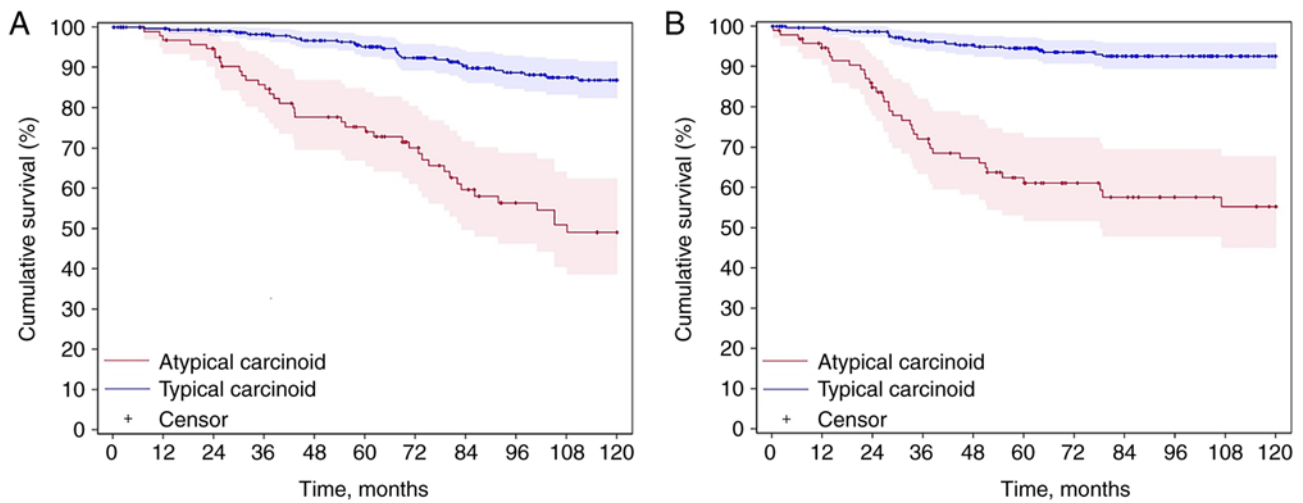 A
Cumulative survival (%)
100
90
80
70
60
50
40
30
20
10
0
Atypical carcinoid
Typical carcinoid
Censor
0 12 24 36 48 60 72 84 96 108 120
Time, months
B
Cumulative survival (%)
100
90
80
70
60
50
40
30
20
10
0
Atypical carcinoid
Typical carcinoid
Censor
0 12 24 36 48 60 72 84 96 108 120
Time, months